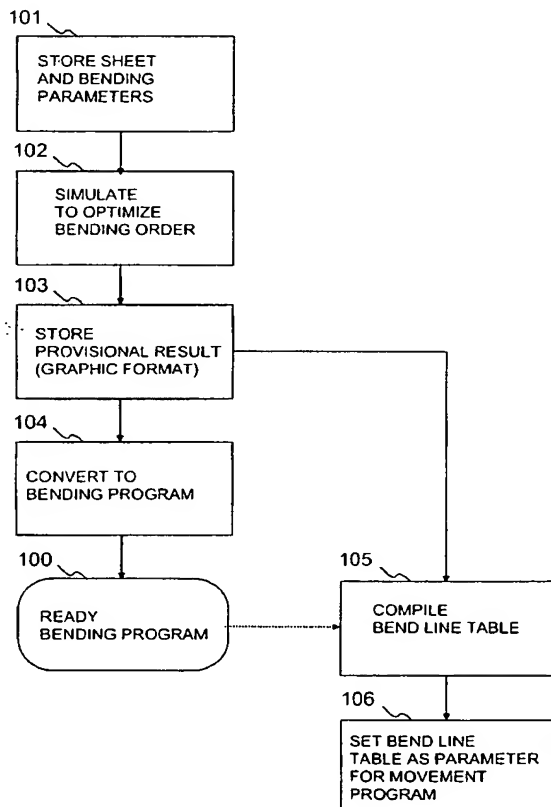 101
STORE SHEET
AND BENDING
PARAMETERS
102
SIMULATE
TO OPTIMIZE
BENDING ORDER
103
STORE
PROVISIONAL RESULT
(GRAPHIC FORMAT)
104
CONVERT TO
BENDING PROGRAM
100
READY
BENDING PROGRAM
105
COMPILE
BEND LINE TABLE
106
SET BEND LINE
TABLE AS PARAMETER
FOR MOVEMENT
PROGRAM